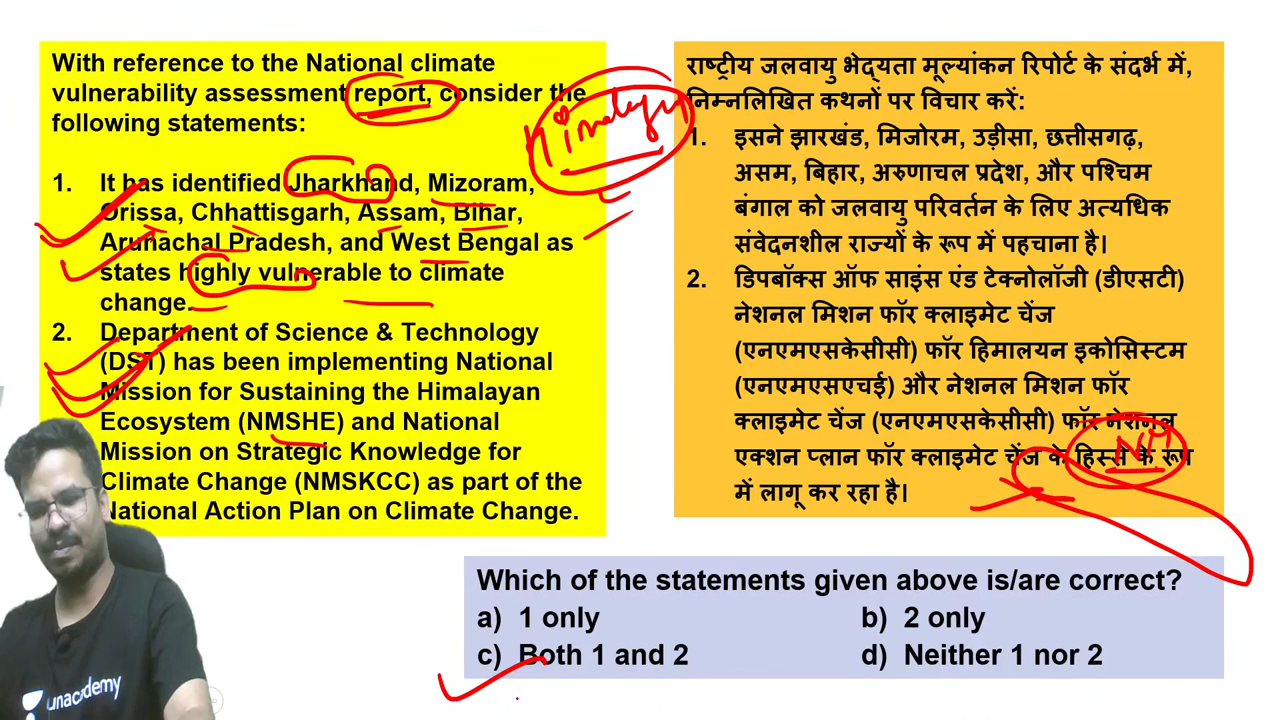 With reference to the National climate
vulnerability assessment report, consider the
following statements:
1. It has identified Jharkhand, Mizoram,
Orissa, Chhattisgarh, Assam, Bihar,
Arunachal Pradesh, and West Bengal as
states highly vulnerable to climate
change.
2. Department of Science & Technology
(DST) has been implementing National
Mission for Sustaining the Himalayan
Ecosystem (NMSHE) and National
Mission on Strategic Knowledge for
Climate Change (NMSKCC) as part of the
National Action Plan on Climate Change.
राष्ट्रीय जलवायु भेद्यता मूल्यांकन रिपोर्ट के संदर्भ में,
निम्नलिखित कथनों पर विचार करें:
1. इसने झारखंड, मिजोरम, उड़ीसा, छत्तीसगढ़,
असम, बिहार, अरुणाचल प्रदेश, और पश्चिम
बंगाल को जलवायु परिवर्तन के लिए अत्यधिक
संवेदनशील राज्यों के रूप में पहचाना है।
2. डिपबॉक्स ऑफ साइंस एंड टेक्नोलॉजी (डीएसटी)
नेशनल मिशन फॉर क्लाइमेट चेंज
(एनएमएसकेसीसी) फॉर हिमालयन इकोसिस्टम
(एनएमएसएचई) और नेशनल मिशन फॉर
क्लाइमेट चेंज (एनएमएसकेसीसी) फॉर नेशनल
एक्शन प्लान फॉर क्लाइमेट चेंज के हिस्से के रूप
में लागू कर रहा है।
NM
Which of the statements given above is/are correct?
a) 1 only b) 2 only
c) Both 1 and 2 d) Neither 1 nor 2
unacademy